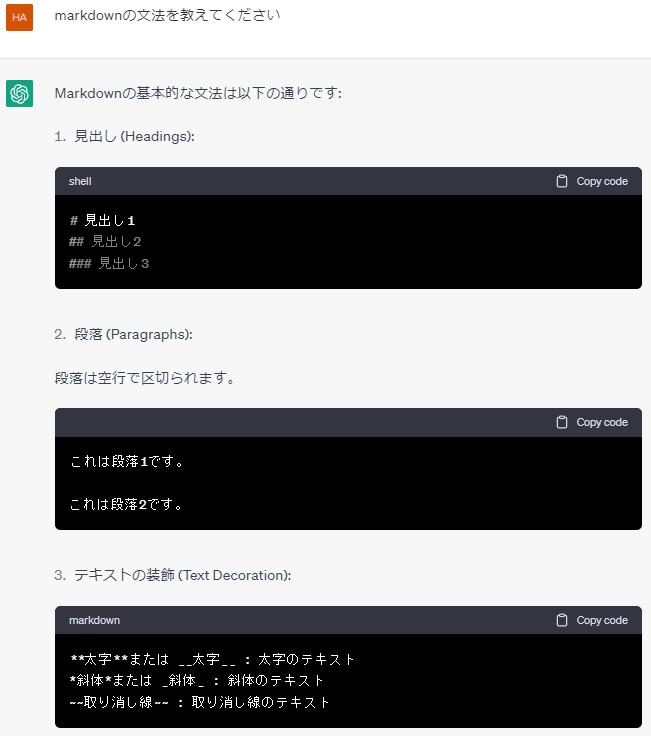 HA
markdownの文法を教えてください
Markdownの基本的な文法は以下の通りです:
1. 見出し (Headings):
shell Copy code
# 見出し1
## 見出し2
### 見出し3
2. 段落 (Paragraphs):
段落は空行で区切られます。
Copy code
これは段落1です。
これは段落2です。
3. テキストの装飾 (Text Decoration):
markdown Copy code
**太字**または __太字__ : 太字のテキスト
*斜体*または _斜体_ : 斜体のテキスト
~~取り消し線~~ : 取り消し線のテキスト